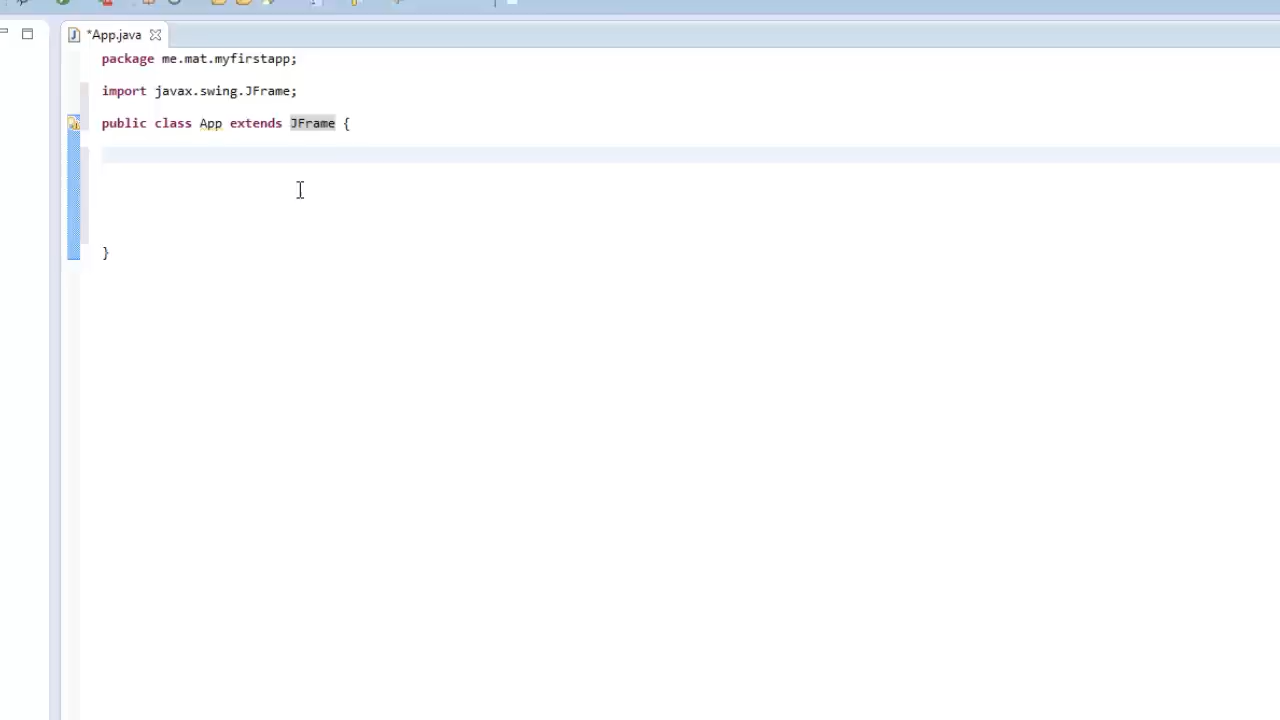 *App.java
package me.mat.myfirstapp;
import javax.swing.JFrame;
public class App extends JFrame {
}